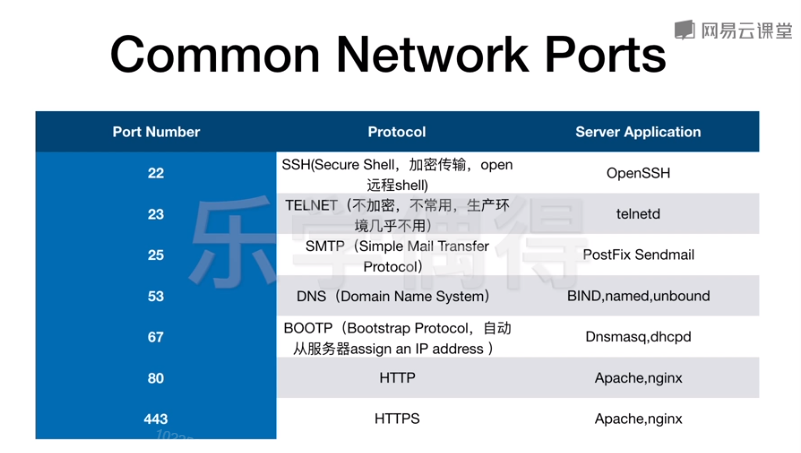 网易云课堂
Common Network Ports
Port Number Protocol Server Application
22 SSH(Secure Shell，加密传输，open
远程shell) OpenSSH
23 TELNET（不加密，不常用，生产环
境几乎不用） telnetd
25 SMTP（Simple Mail Transfer
Protocol） PostFix Sendmail
53 DNS（Domain Name System） BIND,named,unbound
67 BOOTP（Bootstrap Protocol，自动
从服务器assign an IP address ） Dnsmasq,dhcpd
80 HTTP Apache,nginx
443 HTTPS Apache,nginx
乐学偶得